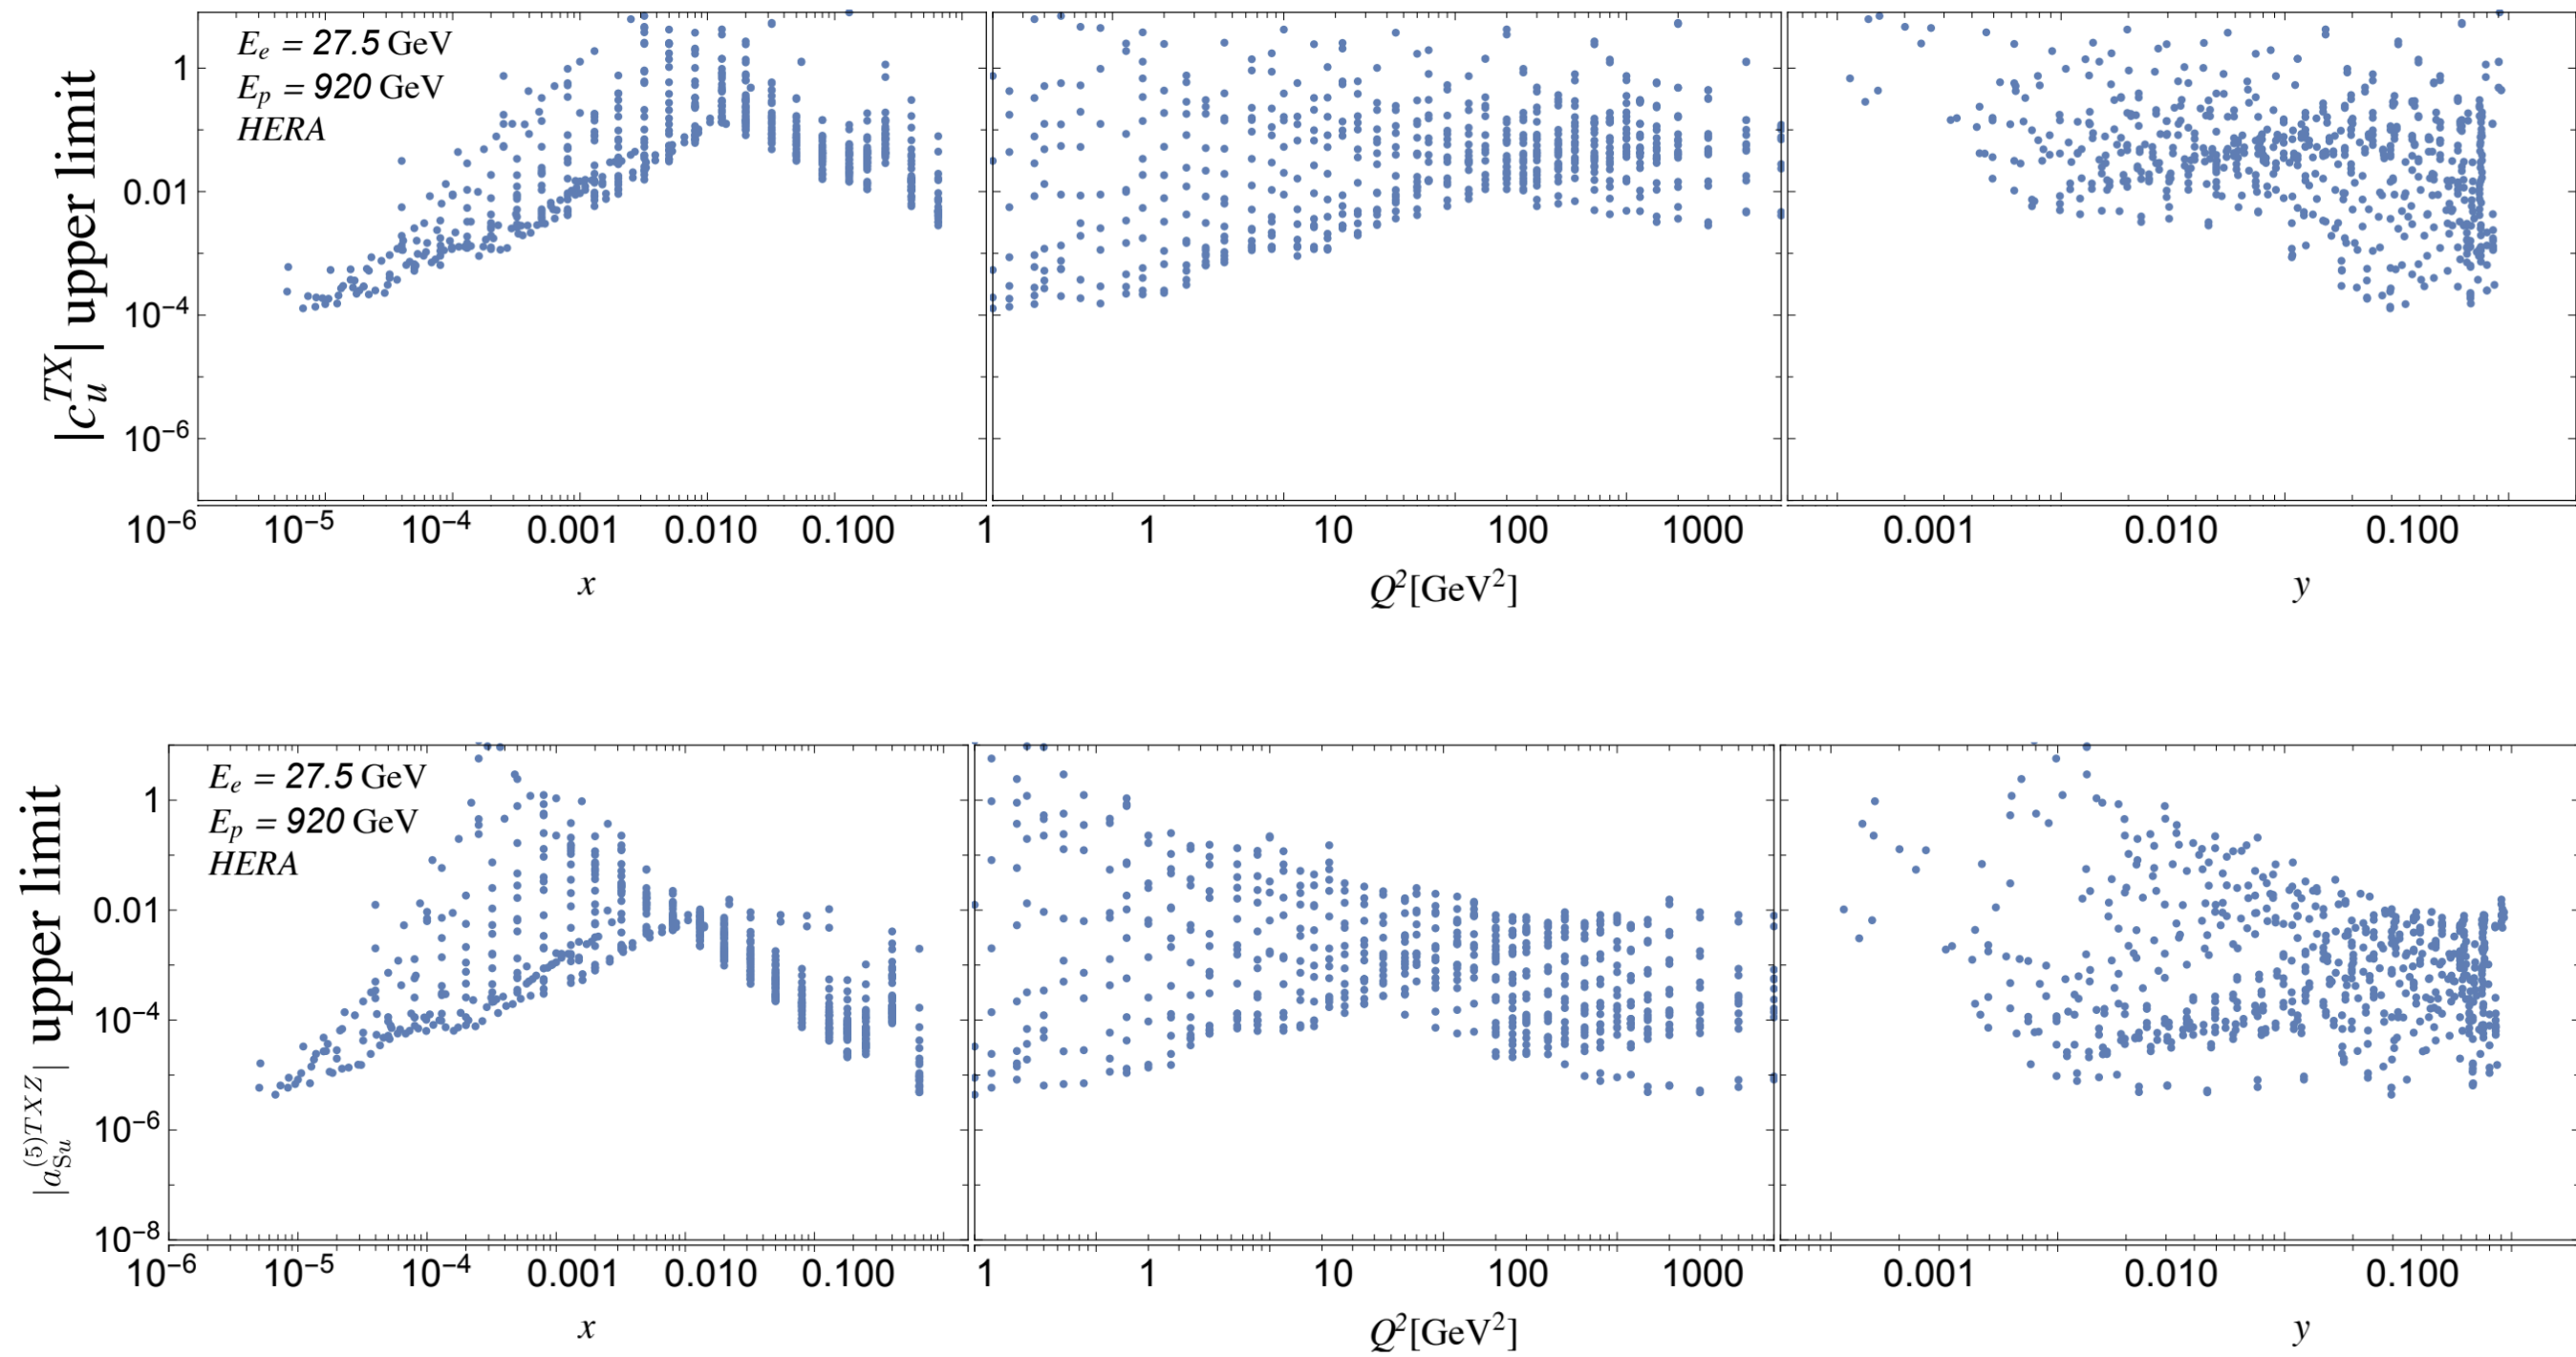 |c_u^{TX}| upper limit
E_e = 27.5 GeV
E_p = 920 GeV
HERA
1
0.01
10^{−4}
10^{−6}
10^{−6} 10^{−5} 10^{−4} 0.001 0.010 0.100 1 1 10 100 1000 0.001 0.010 0.100
x Q^2[GeV^2] y
|a_{Su}^{(5)TXZ}| upper limit
E_e = 27.5 GeV
E_p = 920 GeV
HERA
1
0.01
10^{−4}
10^{−6}
10^{−8}
10^{−6} 10^{−5} 10^{−4} 0.001 0.010 0.100 1 1 10 100 1000 0.001 0.010 0.100
x Q^2[GeV^2] y